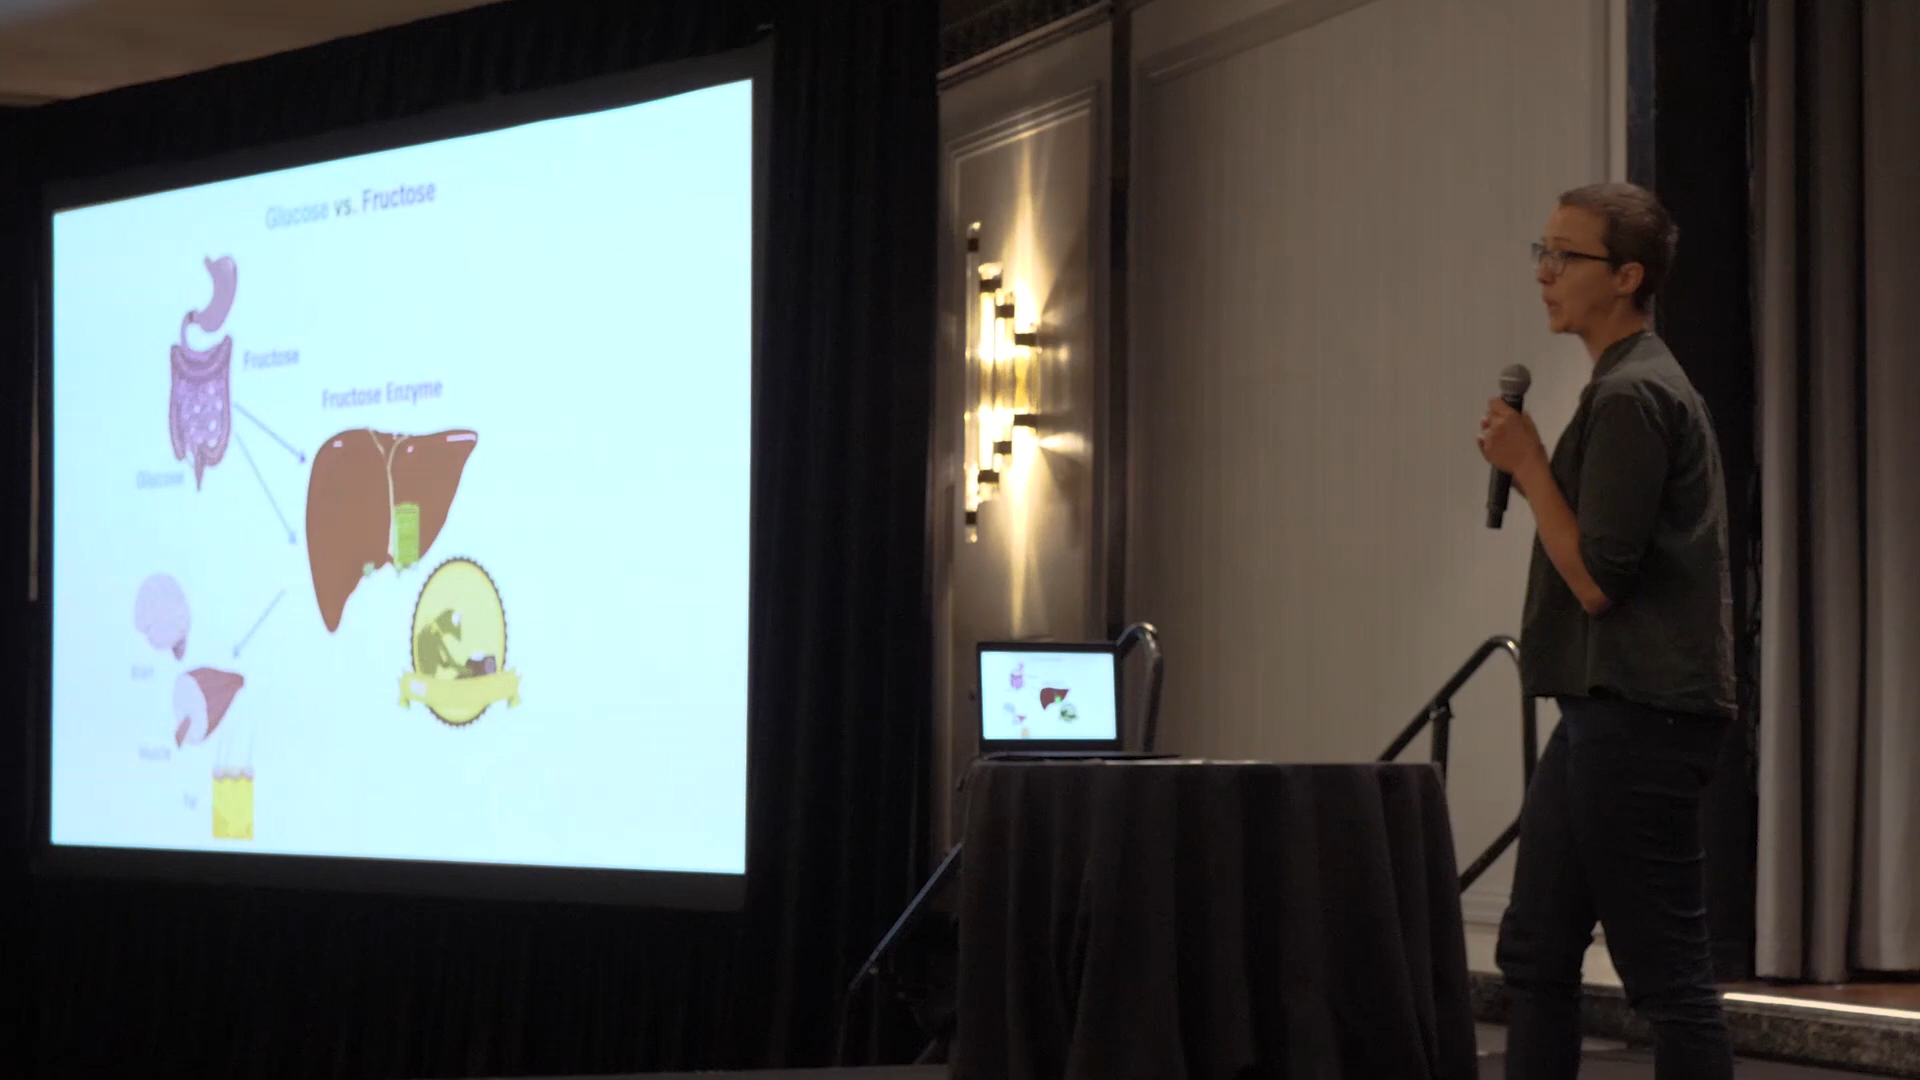 Glucose vs. Fructose
Fructose
Fructose Enzyme
Glucose
Brain
Muscle
Fat